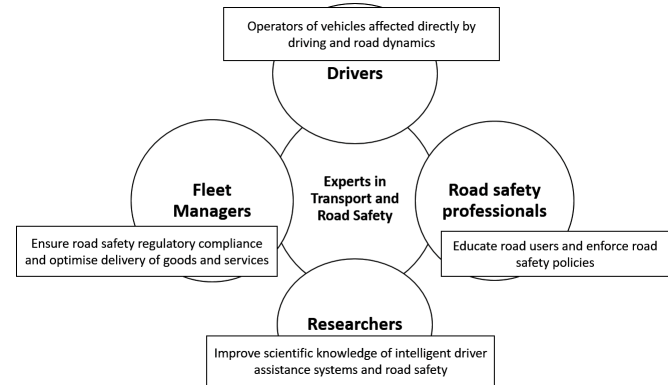 Operators of vehicles affected directly by
driving and road dynamics
Drivers
Fleet
Managers
Ensure road safety regulatory compliance
and optimise delivery of goods and services
Experts in
Transport and
Road Safety
Road safety
professionals
Educate road users and enforce road
safety policies
Researchers
Improve scientific knowledge of intelligent driver
assistance systems and road safety